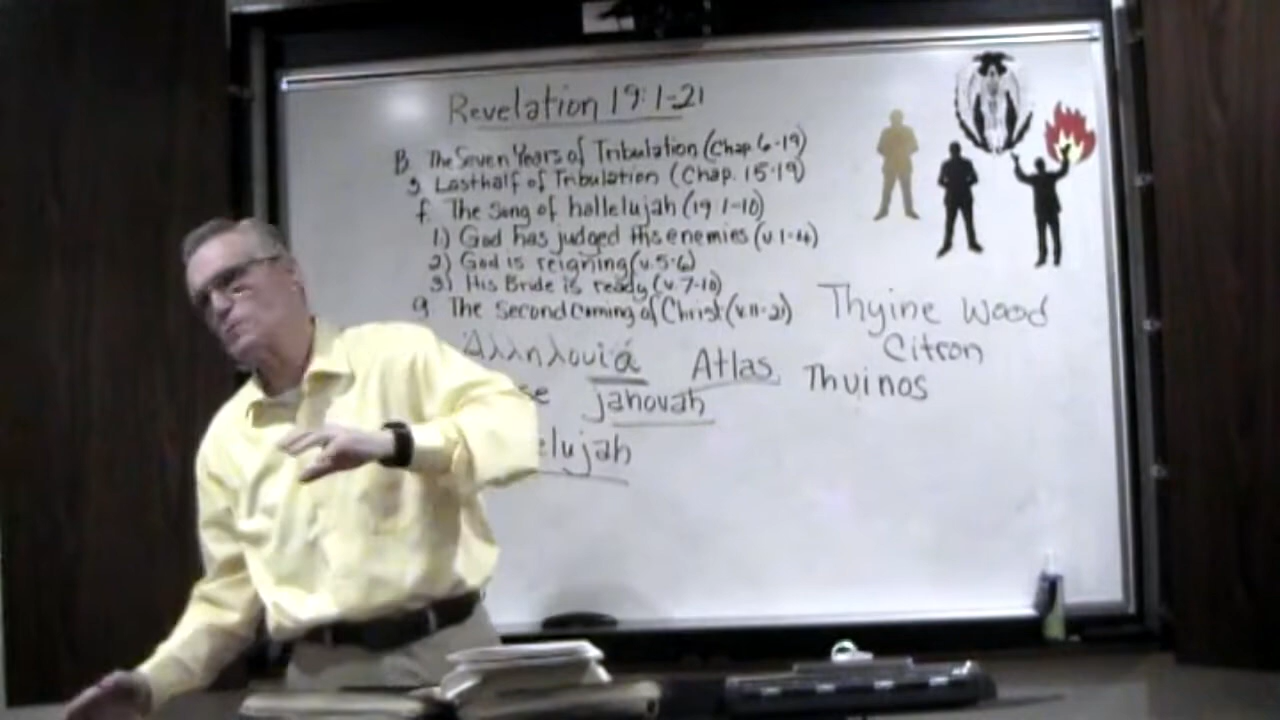 Revelation 19:1-21
B. The Seven Years of Tribulation (Chap 6-19)
3. Last half of Tribulation (Chap. 15-19)
f. The Song of hallelujah (19:1-10)
1.) God has judged His enemies (v.1-4)
2) God is reigning (v.5-6)
3) His Bride is ready (v.7-10)
g. The Second Coming of Christ (v.11-21)
Thyine Wood
Citron
Ἁλληλουιά Atlas Thuinos
se jahovah
elujah